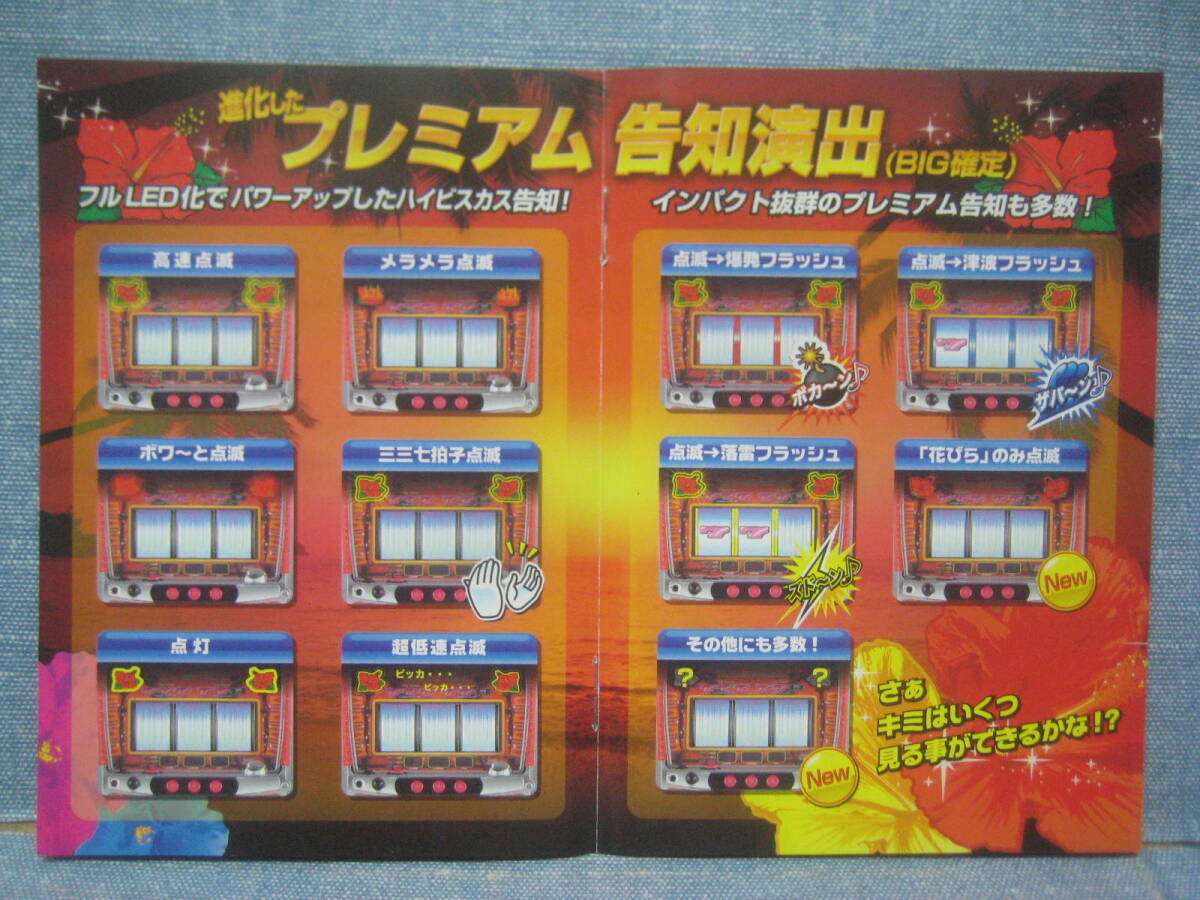 進化した
プレミアム 告知演出 (BIG確定)
フルLED化でパワーアップしたハイビスカス告知!
インパクト抜群のプレミアム告知も多数!
高速点滅
メラメラ点滅
ボワ〜と点滅
三三七拍子点滅
点灯
超低速点滅
ピッカ・・・
ピッカ・・・
点滅→爆発フラッシュ
ボカ〜ン♪
点滅→津波フラッシュ
ザバ〜ン♪
点滅→落雷フラッシュ
ズド〜ン♪
「花びら」のみ点滅
New
その他にも多数!
?
?
New
さぁ
キミはいくつ
見る事ができるかな!?